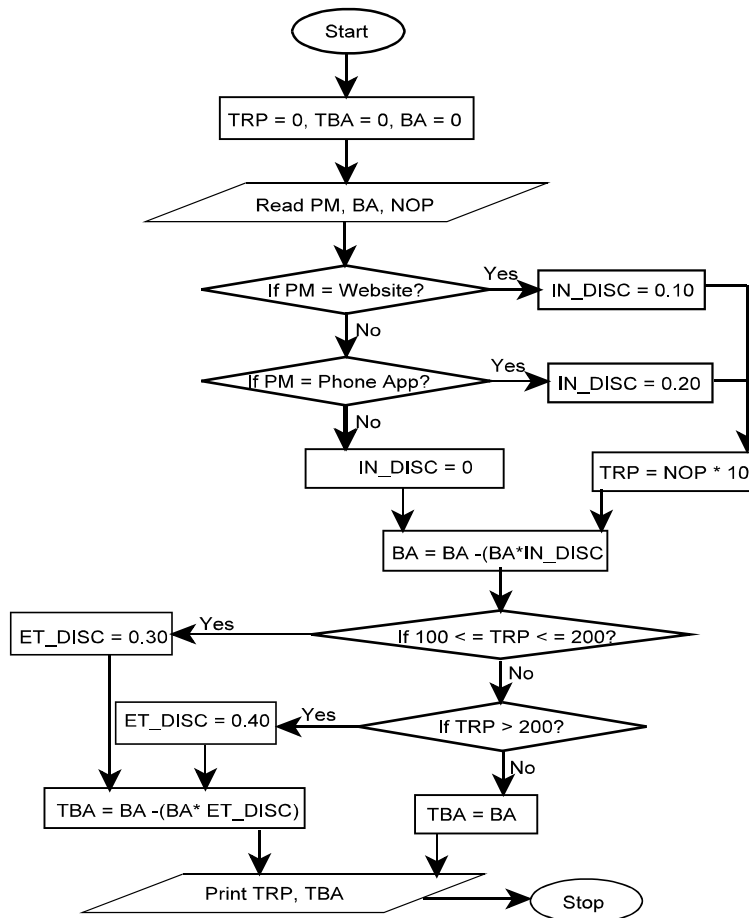 Start
TRP = 0, TBA = 0, BA = 0
Read PM, BA, NOP
If PM = Website?
Yes
IN_DISC = 0.10
No
If PM = Phone App?
Yes
IN_DISC = 0.20
No
IN_DISC = 0
TRP = NOP * 10
BA = BA -(BA*IN_DISC
If 100 < = TRP < = 200?
Yes
ET_DISC = 0.30
No
If TRP > 200?
Yes
ET_DISC = 0.40
No
TBA = BA -(BA* ET_DISC)
TBA = BA
Print TRP, TBA
Stop